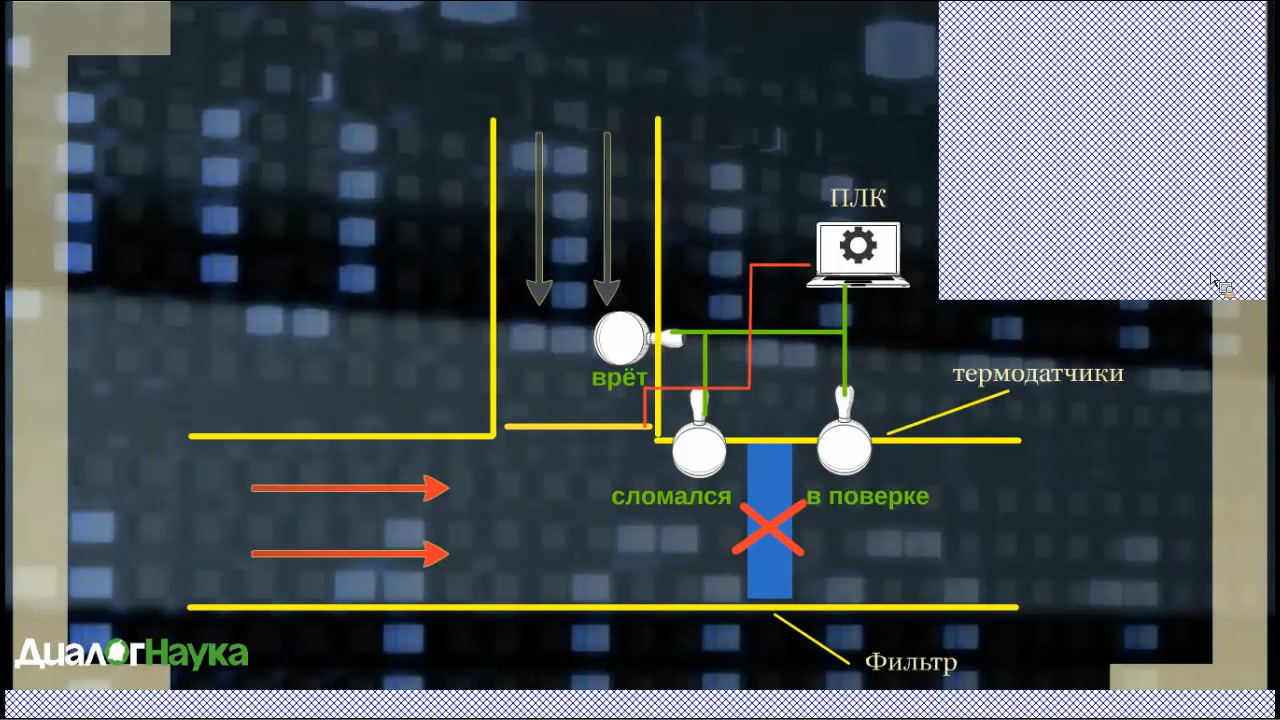 ПЛК
термодатчики
врёт
сломался
в поверке
ДиалогНаука
Фильтр